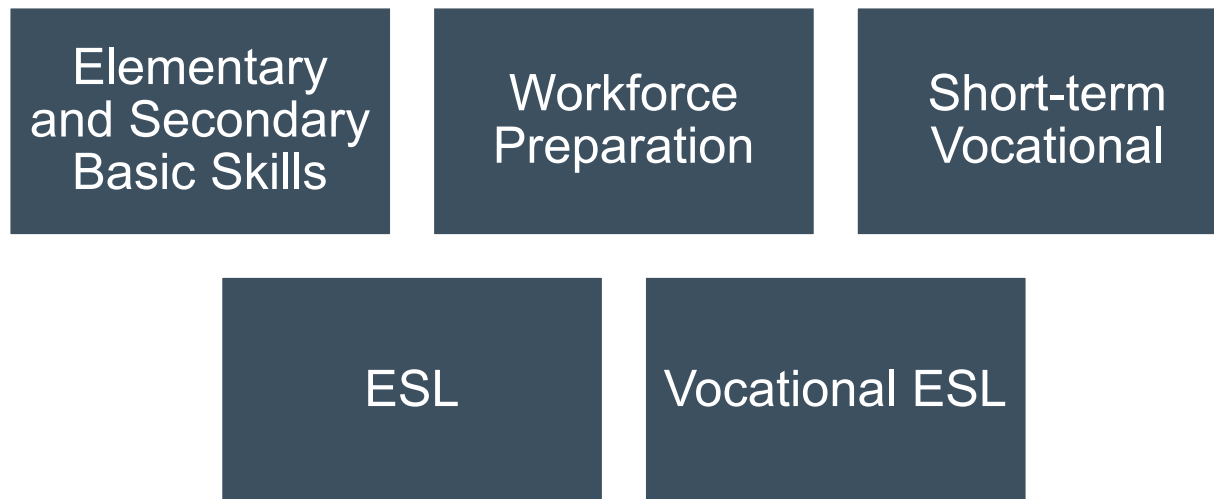 Elementary
and Secondary
Basic Skills
Workforce
Preparation
Short-term
Vocational
ESL
Vocational ESL